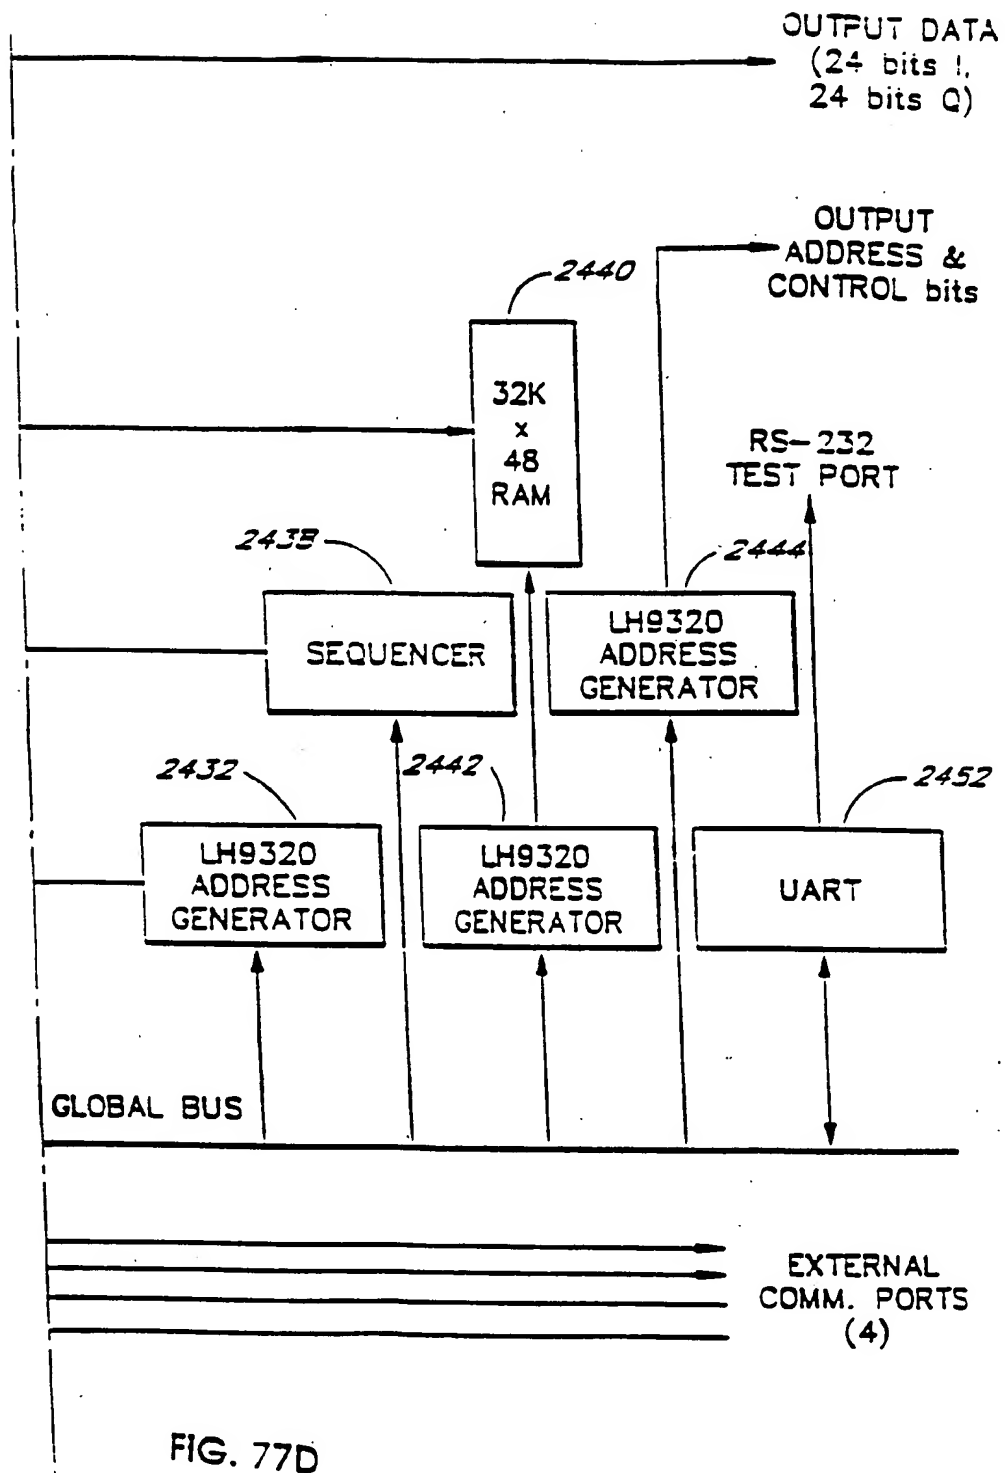 OUTPUT DATA
(24 bits I,
24 bits Q)
OUTPUT
ADDRESS &
CONTROL bits
2440
32K
x
48
RAM
RS-232
TEST PORT
2438
2444
SEQUENCER
LH9320
ADDRESS
GENERATOR
2432
2442
2452
LH9320
ADDRESS
GENERATOR
LH9320
ADDRESS
GENERATOR
UART
GLOBAL BUS
EXTERNAL
COMM. PORTS
(4)
FIG. 77D